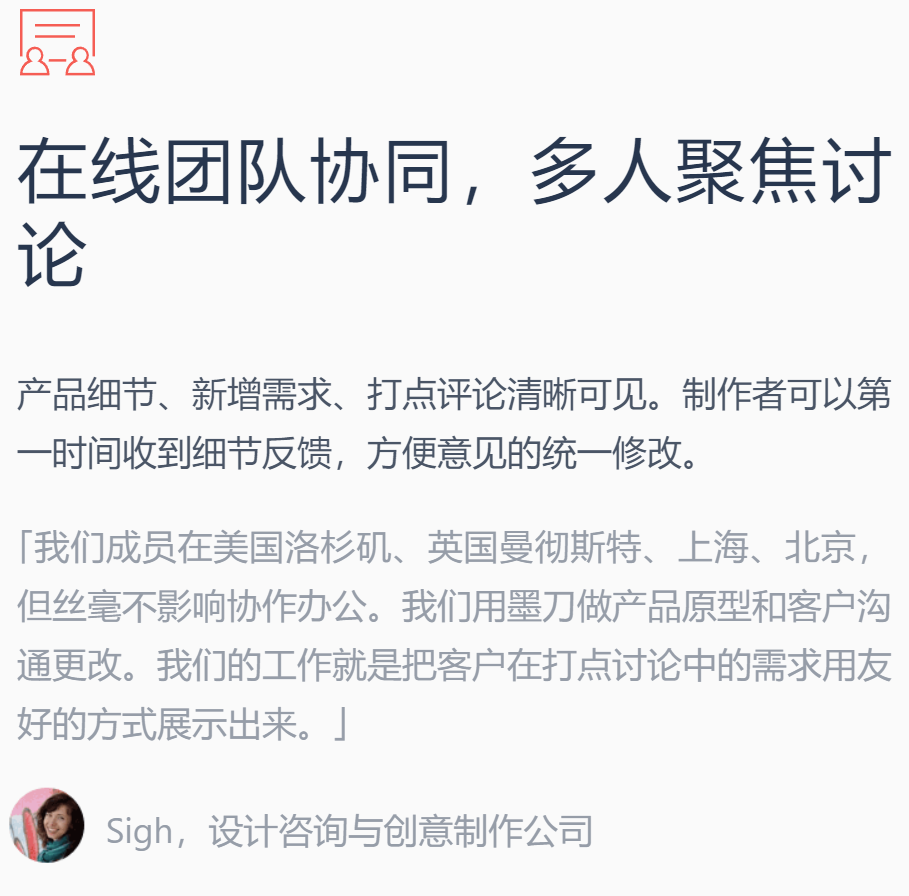 在线团队协同，多人聚焦讨
论
产品细节、新增需求、打点评论清晰可见。制作者可以第
一时间收到细节反馈，方便意见的统一修改。
「我们成员在美国洛杉矶、英国曼彻斯特、上海、北京，
但丝毫不影响协作办公。我们用墨刀做产品原型和客户沟
通更改。我们的工作就是把客户在打点讨论中的需求用友
好的方式展示出来。」
Sigh，设计咨询与创意制作公司